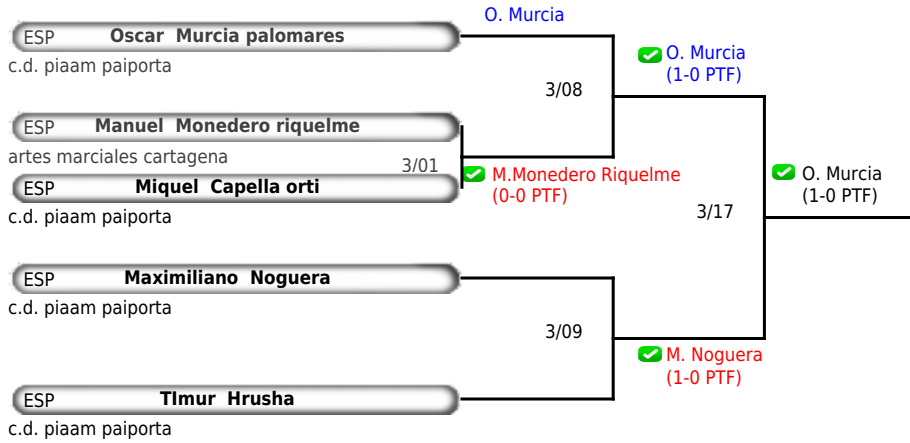 O. Murcia
ESP Oscar Murcia palomares
c.d. piaam paiporta
O. Murcia
(1-0 PTF)
3/08
ESP Manuel Monedero riquelme
artes marciales cartagena
3/01
M.Monedero Riquelme
(0-0 PTF)
ESP Miquel Capella orti
c.d. piaam paiporta
O. Murcia
(1-0 PTF)
3/17
ESP Maximiliano Noguera
c.d. piaam paiporta
3/09
M. Noguera
(1-0 PTF)
ESP TImur Hrusha
c.d. piaam paiporta